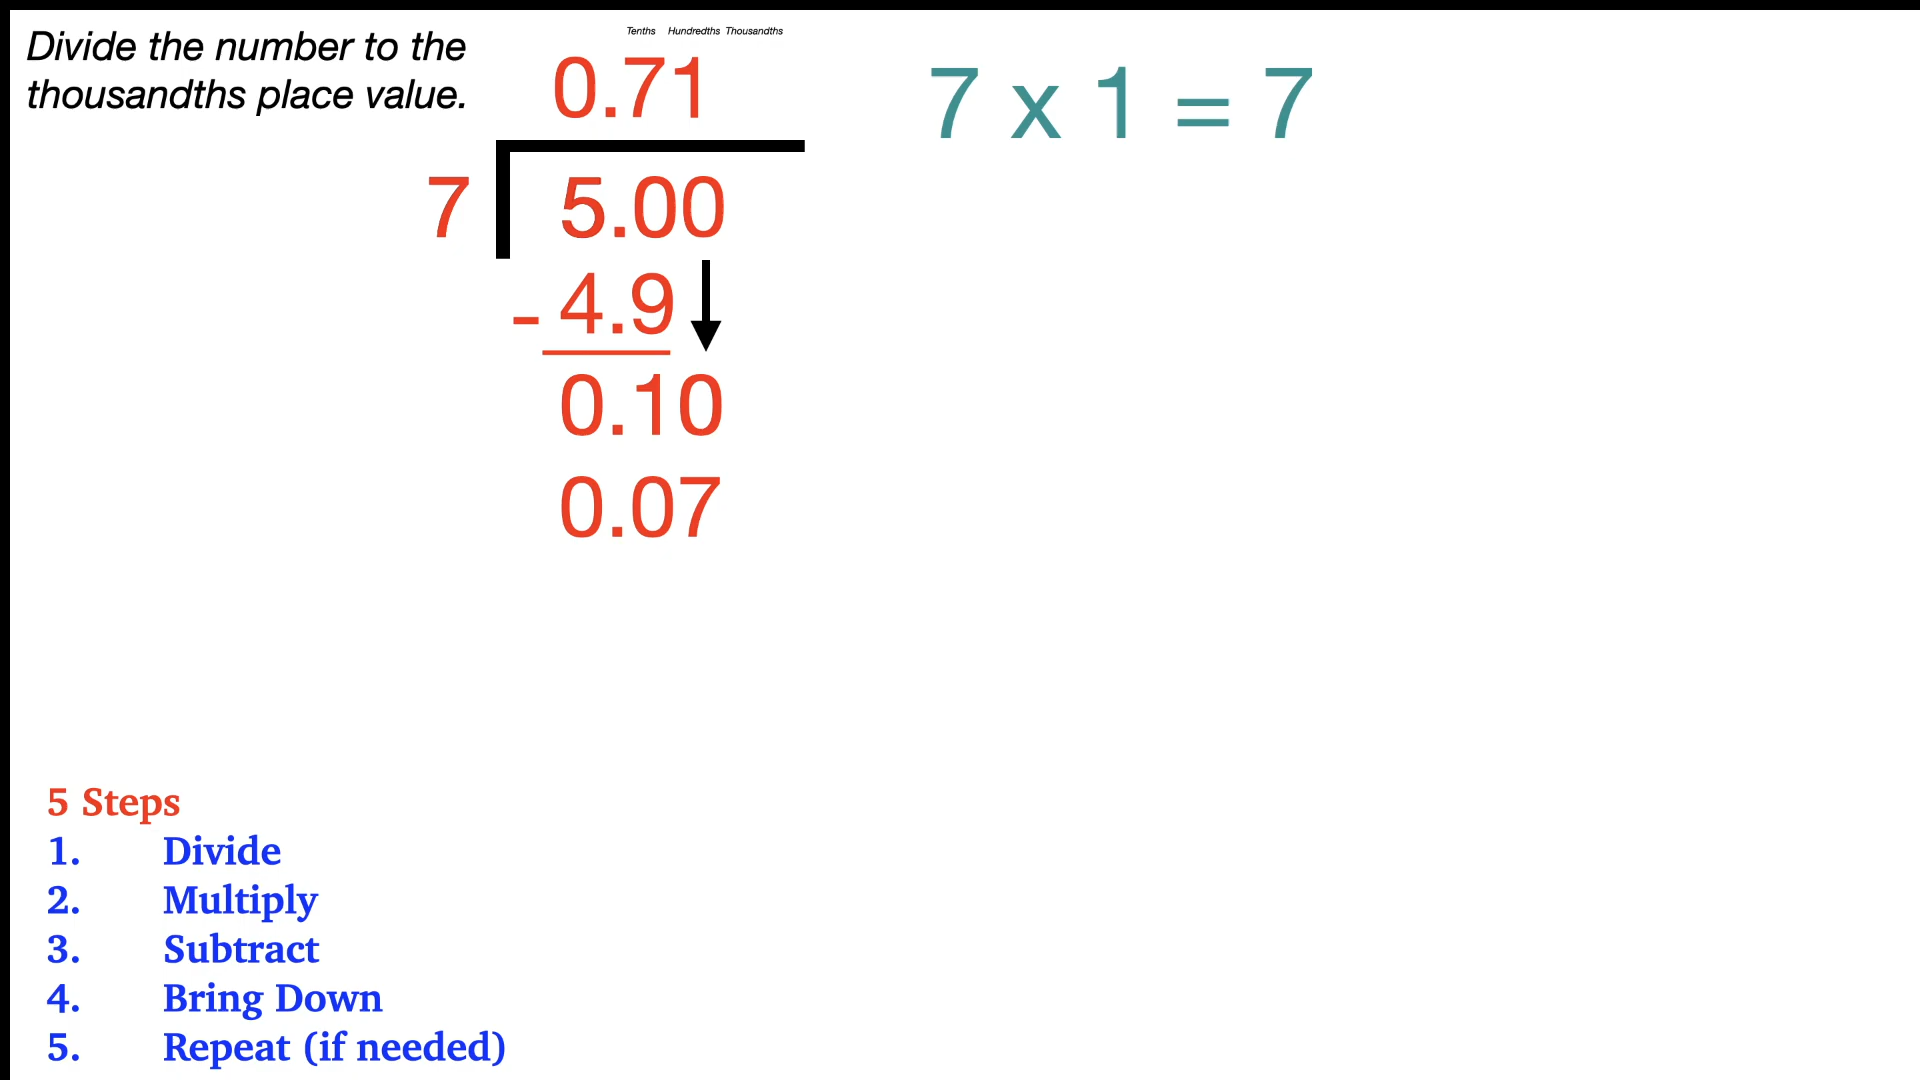 Divide the number to the
thousandths place value.
Tenths Hundredths Thousandths
0.71
7 x 1 = 7
7 5.00
- 4.9
0.10
0.07
5 Steps
1. Divide
2. Multiply
3. Subtract
4. Bring Down
5. Repeat (if needed)